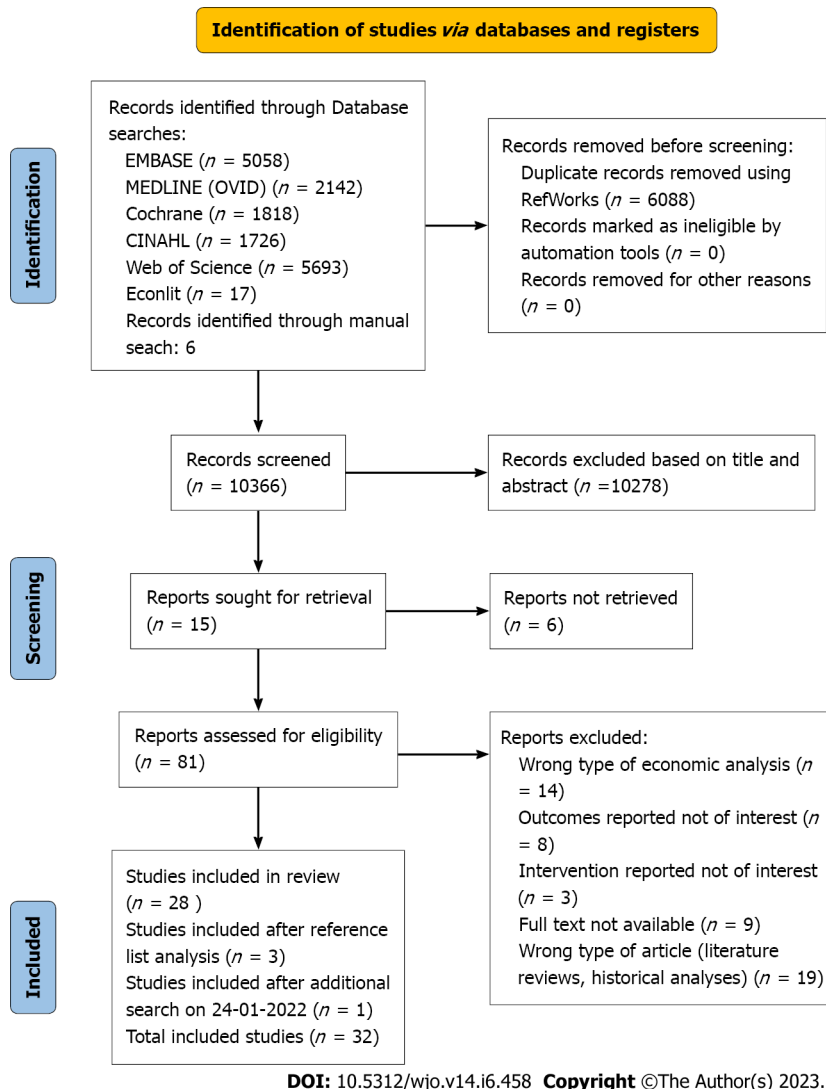 Identification of studies via databases and registers
Identification
Records identified through Database
searches:
EMBASE (n = 5058)
MEDLINE (OVID) (n = 2142)
Cochrane (n = 1818)
CINAHL (n = 1726)
Web of Science (n = 5693)
Econlit (n = 17)
Records identified through manual
seach: 6
Records removed before screening:
Duplicate records removed using
RefWorks (n = 6088)
Records marked as ineligible by
automation tools (n = 0)
Records removed for other reasons
(n = 0)
Screening
Records screened
(n = 10366)
Records excluded based on title and
abstract (n =10278)
Reports sought for retrieval
(n = 15)
Reports not retrieved
(n = 6)
Reports assessed for eligibility
(n = 81)
Reports excluded:
Wrong type of economic analysis (n
= 14)
Outcomes reported not of interest (n
= 8)
Intervention reported not of interest
(n = 3)
Full text not available (n = 9)
Wrong type of article (literature
reviews, historical analyses) (n = 19)
Included
Studies included in review
(n = 28 )
Studies included after reference
list analysis (n = 3)
Studies included after additional
search on 24-01-2022 (n = 1)
Total included studies (n = 32)
DOI: 10.5312/wjo.v14.i6.458 Copyright ©The Author(s) 2023.